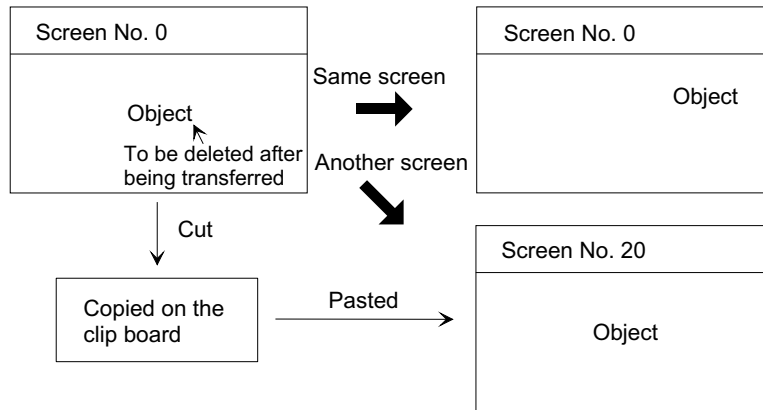 Screen No. 0
Object
To be deleted after
being transferred
Same screen
Another screen
Screen No. 0
Object
Cut
Copied on the
clip board
Pasted
Screen No. 20
Object